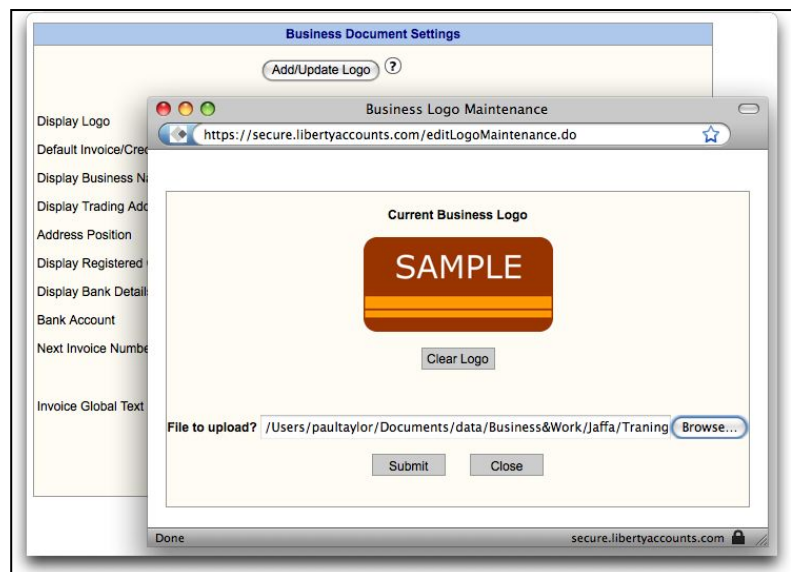 Business Document Settings
Add/Update Logo ?
Business Logo Maintenance
https://secure.libertyaccounts.com/editLogoMaintenance.do
Display Logo
Default Invoice/Cre
Display Business N
Display Trading Add
Address Position
Display Registered
Display Bank Detail
Bank Account
Next Invoice Numbe
Invoice Global Text
Current Business Logo
SAMPLE
Clear Logo
File to upload? /Users/paultaylor/Documents/data/Business&Work/Jaffa/Traning Browse...
Submit Close
Done secure.libertyaccounts.com